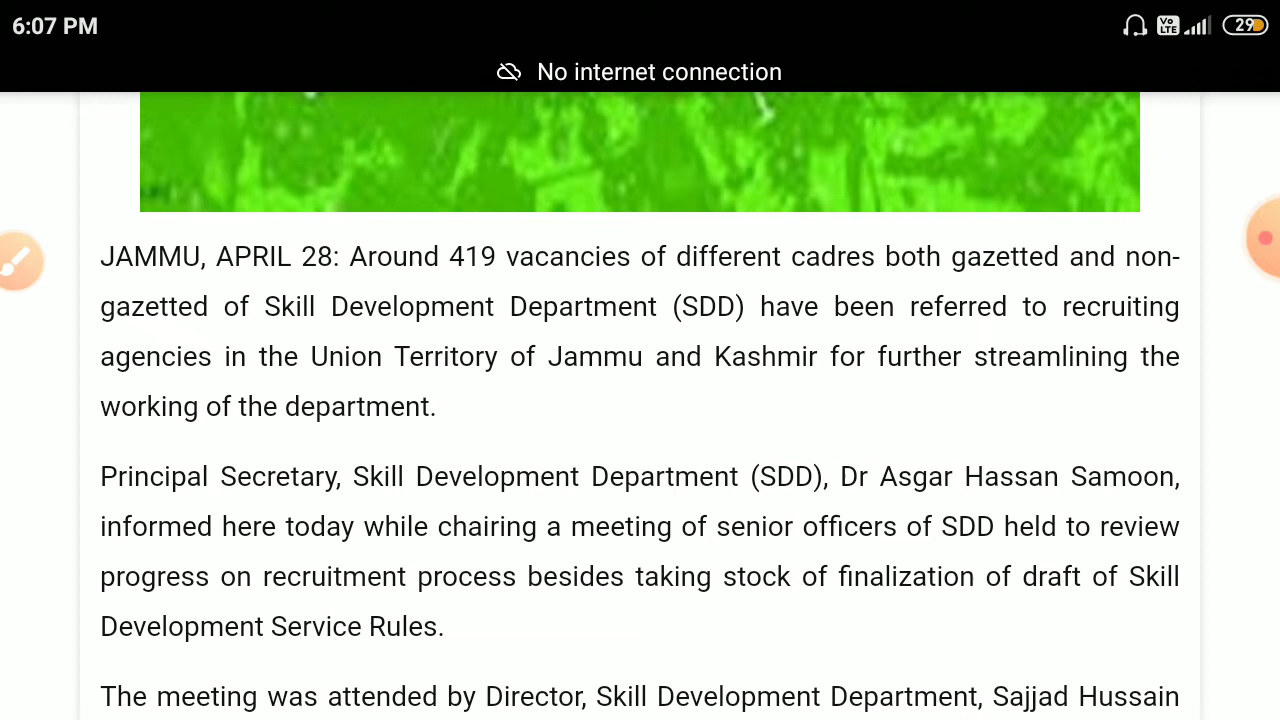 6:07 PM
Vo LTE
29
No internet connection
JAMMU, APRIL 28: Around 419 vacancies of different cadres both gazetted and non-
gazetted of Skill Development Department (SDD) have been referred to recruiting
agencies in the Union Territory of Jammu and Kashmir for further streamlining the
working of the department.
Principal Secretary, Skill Development Department (SDD), Dr Asgar Hassan Samoon,
informed here today while chairing a meeting of senior officers of SDD held to review
progress on recruitment process besides taking stock of finalization of draft of Skill
Development Service Rules.
The meeting was attended by Director, Skill Development Department, Sajjad Hussain